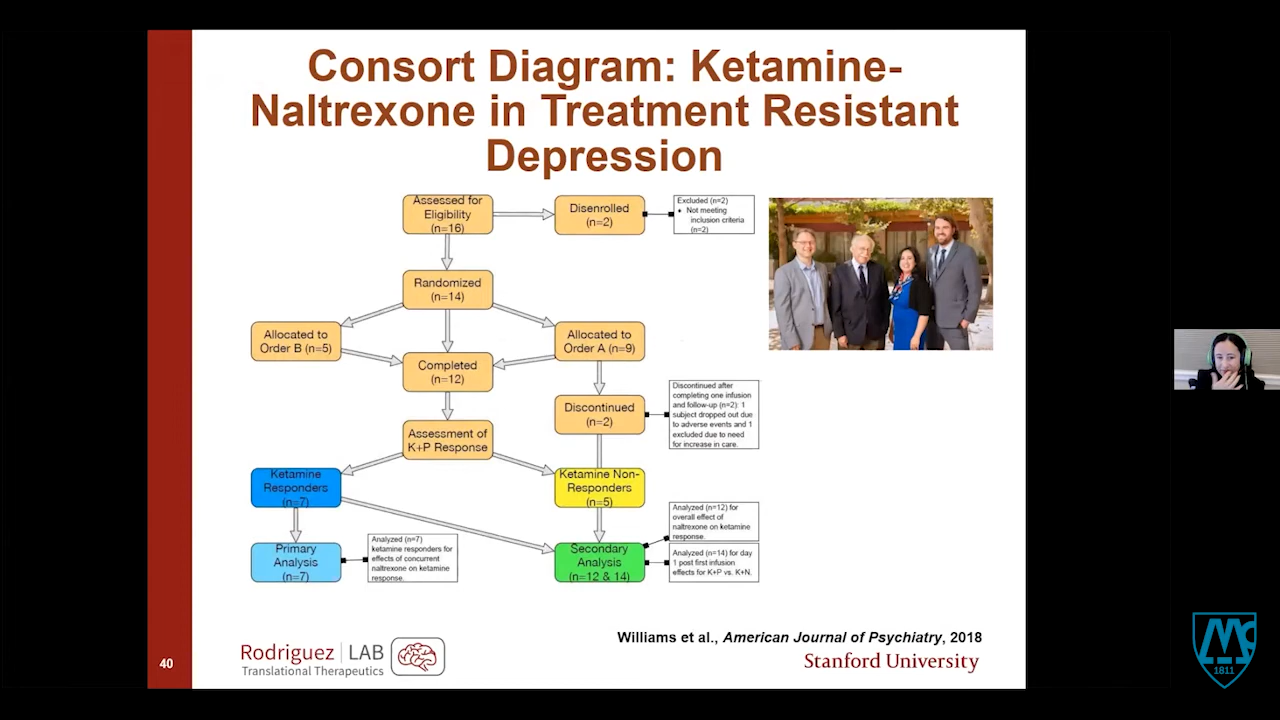 Consort Diagram: Ketamine-
Naltrexone in Treatment Resistant
Depression
Assessed for
Eligibility
(n=16)
Disenrolled
(n=2)
Excluded (n=2)
♦ Not meeting
inclusion criteria
(n=2)
Randomized
(n=14)
Allocated to
Order B (n=5)
Allocated to
Order A (n=9)
Completed
(n=12)
Discontinued
(n=2)
Discontinued after
completing one infusion
and follow-up (n=2): 1
subject dropped out due
to adverse events and 1
excluded due to need
for increase in care.
Assessment of
K+P Response
Ketamine
Responders
(n=7)
Ketamine Non-
Responders
(n=5)
Analyzed (n=12) for
overall effect of
naltrexone on ketamine
response.
Primary
Analysis
(n=7)
Analyzed (n=7)
ketamine responders for
effects of concurrent
naltrexone on ketamine
response.
Secondary
Analysis
(n=12 & 14)
Analyzed (n=14) for day
1 post first infusion
effects for K+P vs. K+N.
Williams et al., American Journal of Psychiatry, 2018
40
Rodriguez | LAB
Translational Therapeutics
Stanford University
Mc
1811